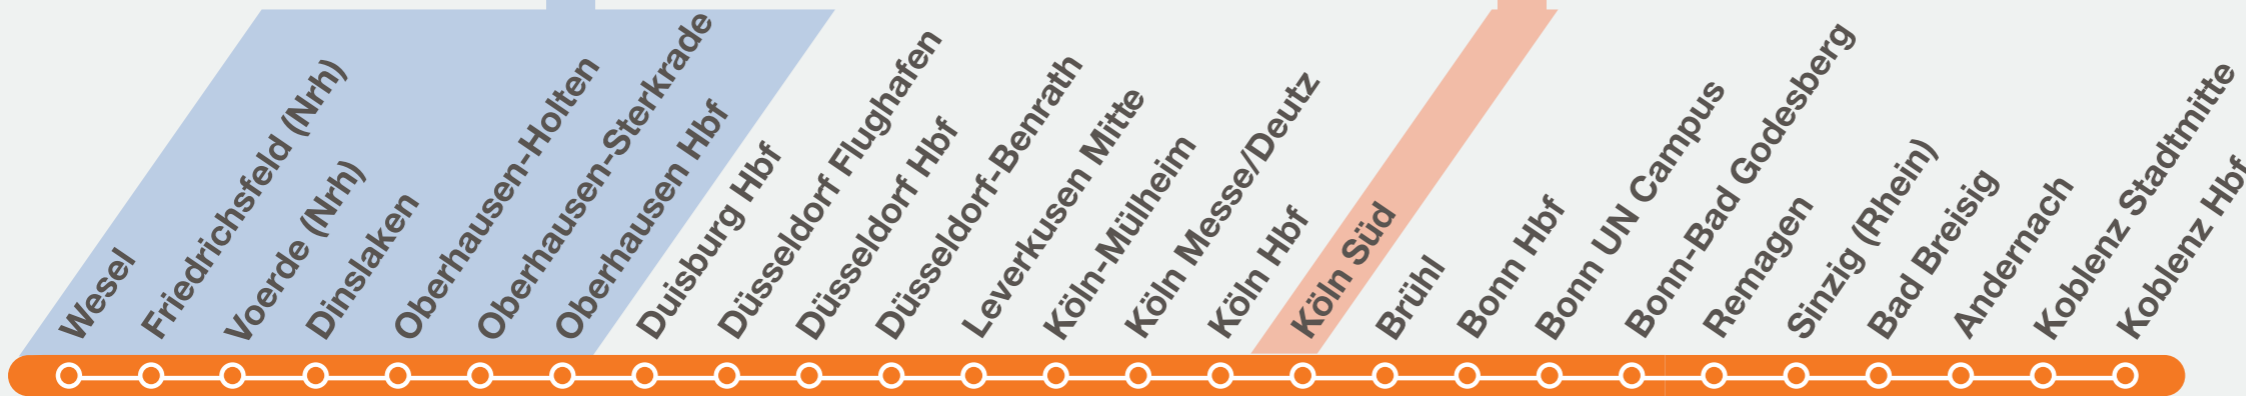 Wesel
Friedrichsfeld (Nrh)
Voerde (Nrh)
Dinslaken
Oberhausen-Holten
Oberhausen-Sterkrade
Oberhausen Hbf
Duisburg Hbf
Düsseldorf Flughafen
Düsseldorf Hbf
Düsseldorf-Benrath
Leverkusen Mitte
Köln-Mülheim
Köln Messe/Deutz
Köln Hbf
Köln Süd
Brühl
Bonn Hbf
Bonn UN Campus
Bonn-Bad Godesberg
Remagen
Sinzig (Rhein)
Bad Breisig
Andernach
Koblenz Stadtmitte
Koblenz Hbf